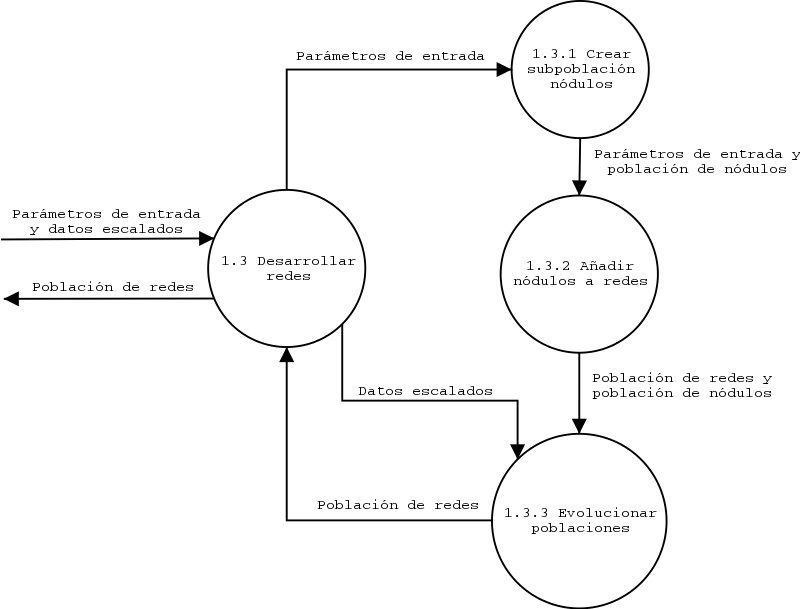 Parámetros de entrada
1.3.1 Crear
subpoblación
nódulos
Parámetros de entrada y
población de nódulos
Parámetros de entrada
y datos escalados
1.3 Desarrollar
redes
1.3.2 Añadir
nódulos a redes
Población de redes
Datos escalados
Población de redes y
población de nódulos
Población de redes
1.3.3 Evolucionar
poblaciones